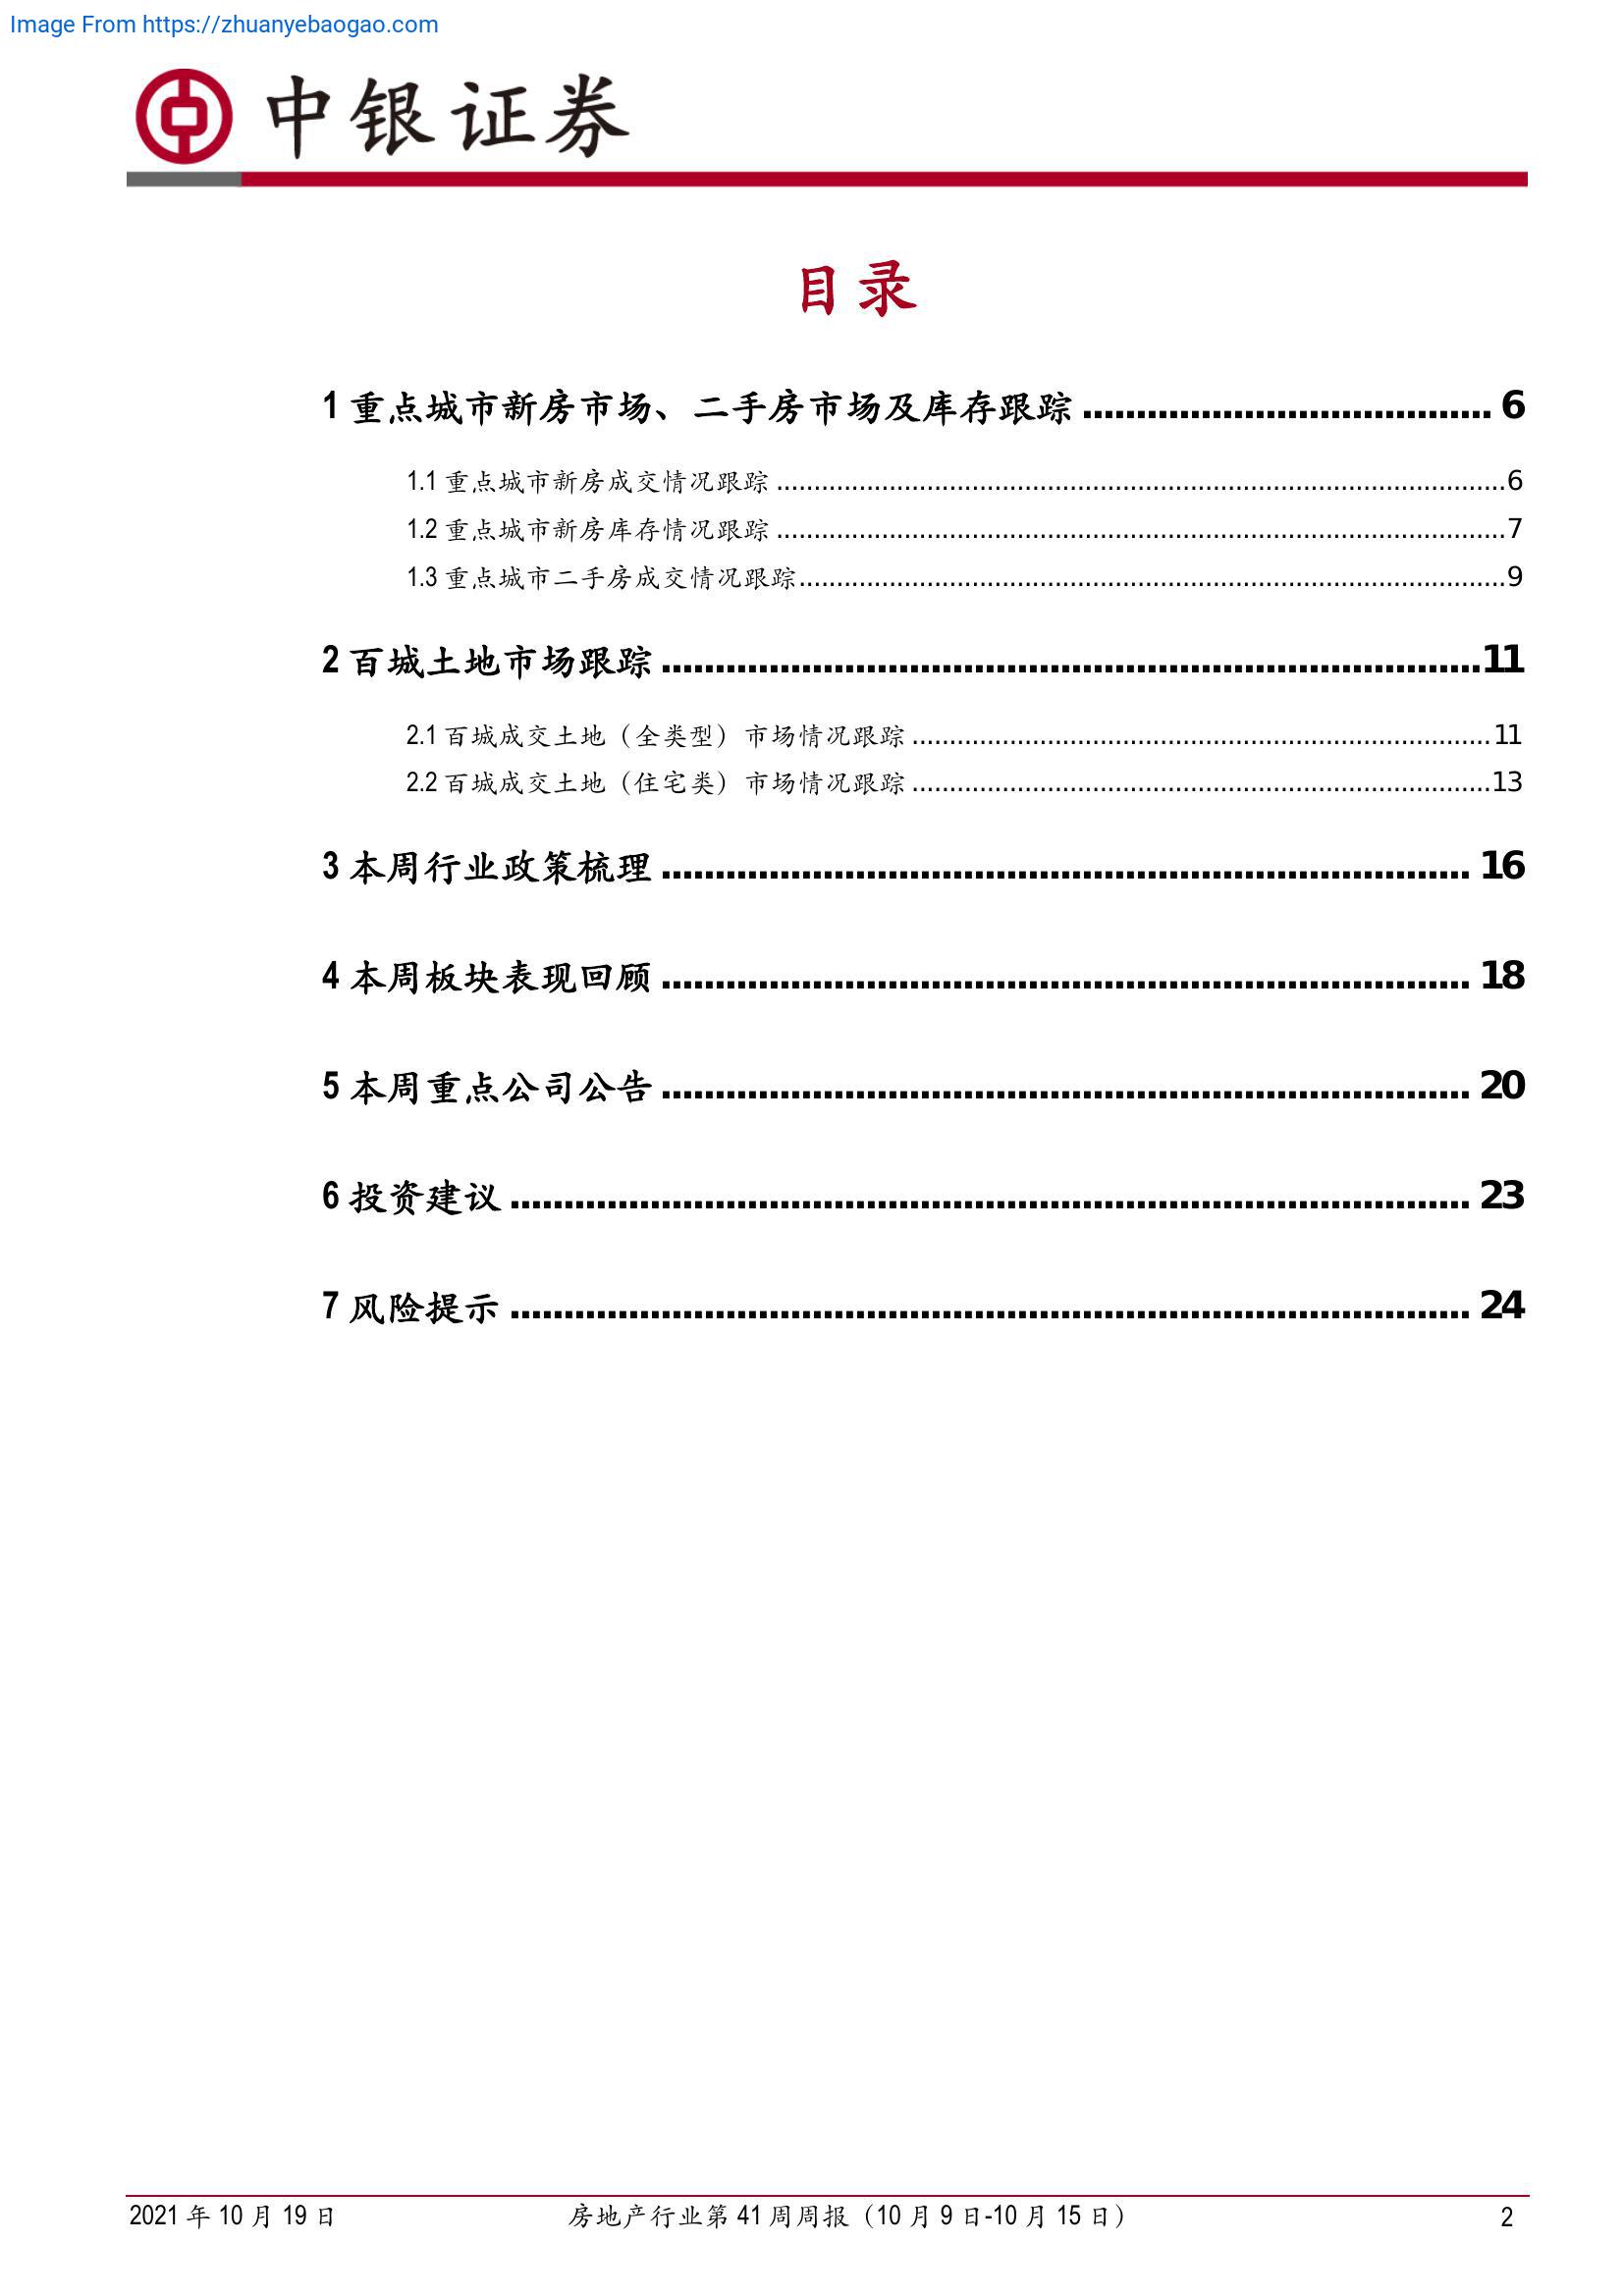 Image From https://zhuanyebaogao.com
中银证券
目录
1 重点城市新房市场、二手房市场及库存跟踪 ...................................... 6
1.1 重点城市新房成交情况跟踪 ................................................................................................6
1.2 重点城市新房库存情况跟踪 ................................................................................................7
1.3 重点城市二手房成交情况跟踪.............................................................................................9
2 百城土地市场跟踪 ............................................................................11
2.1 百城成交土地（全类型）市场情况跟踪 ............................................................................11
2.2 百城成交土地（住宅类）市场情况跟踪 ............................................................................13
3 本周行业政策梳理 ........................................................................... 16
4 本周板块表现回顾 ........................................................................... 18
5 本周重点公司公告 ........................................................................... 20
6 投资建议 ......................................................................................... 23
7 风险提示 ......................................................................................... 24
2021 年 10 月 19 日 房地产行业第 41 周周报（10 月 9 日-10 月 15 日） 2